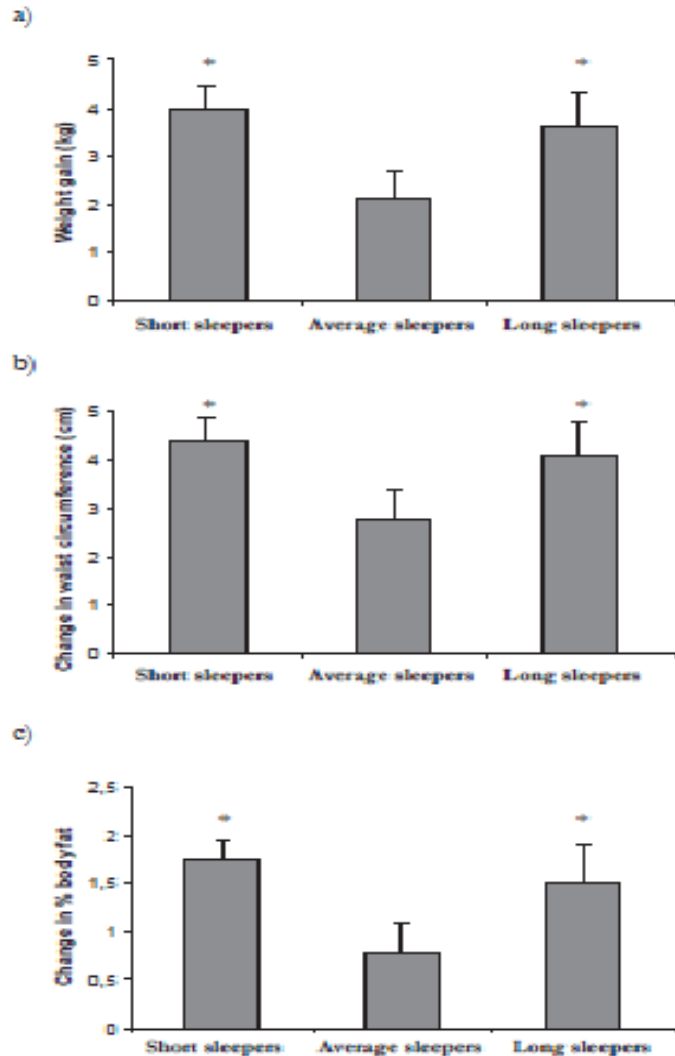 a)
Weight gain (kg)
5
*
*
4
3
2
1
0
Short sleepers Average sleepers Long sleepers
b)
Change in waist circumference (cm)
5
*
*
4
3
2
1
0
Short sleepers Average sleepers Long sleepers
c)
Change in % body fat
2,5
*
*
2
1,5
1
0,5
0
Short sleepers Average sleepers Long sleepers